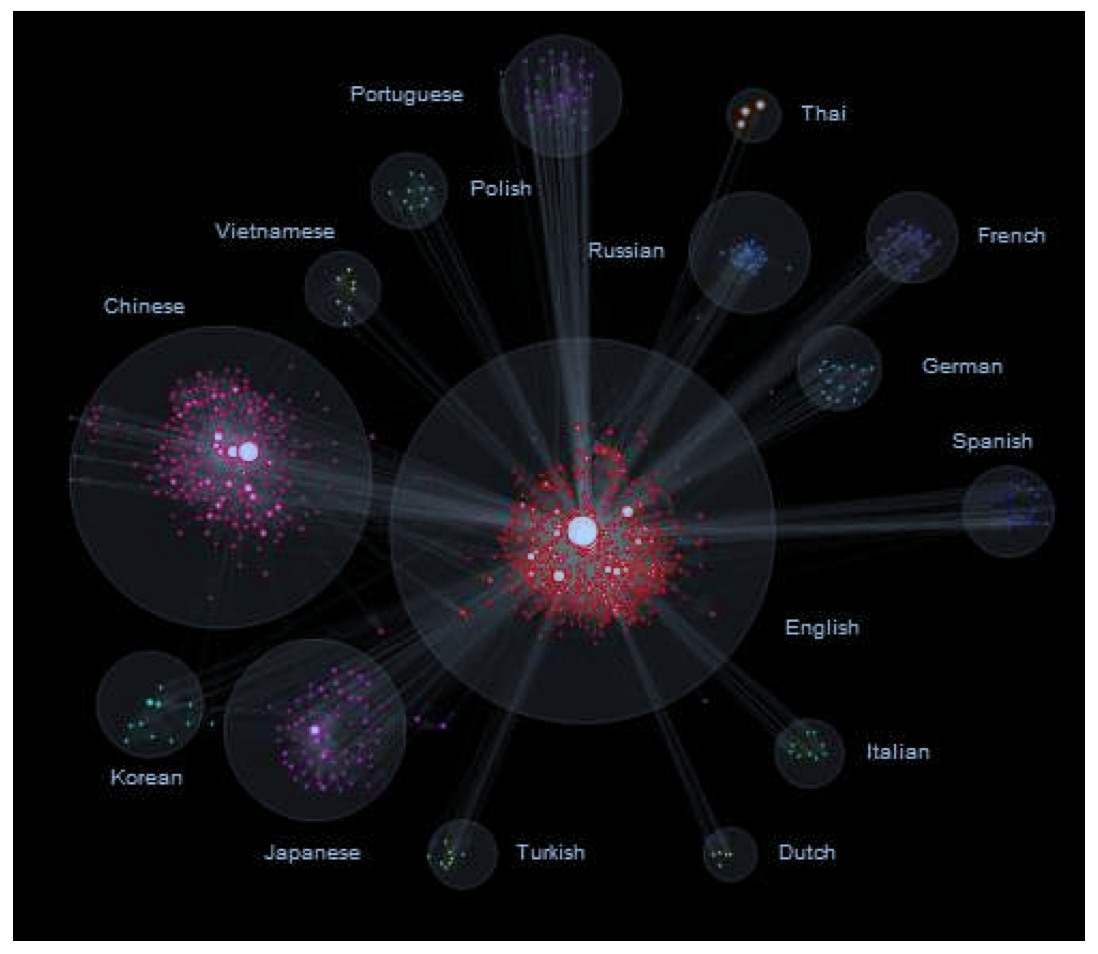 Portuguese
Thai
Polish
Vietnamese
Russian
French
Chinese
German
Spanish
English
Italian
Korean
Japanese
Turkish
Dutch